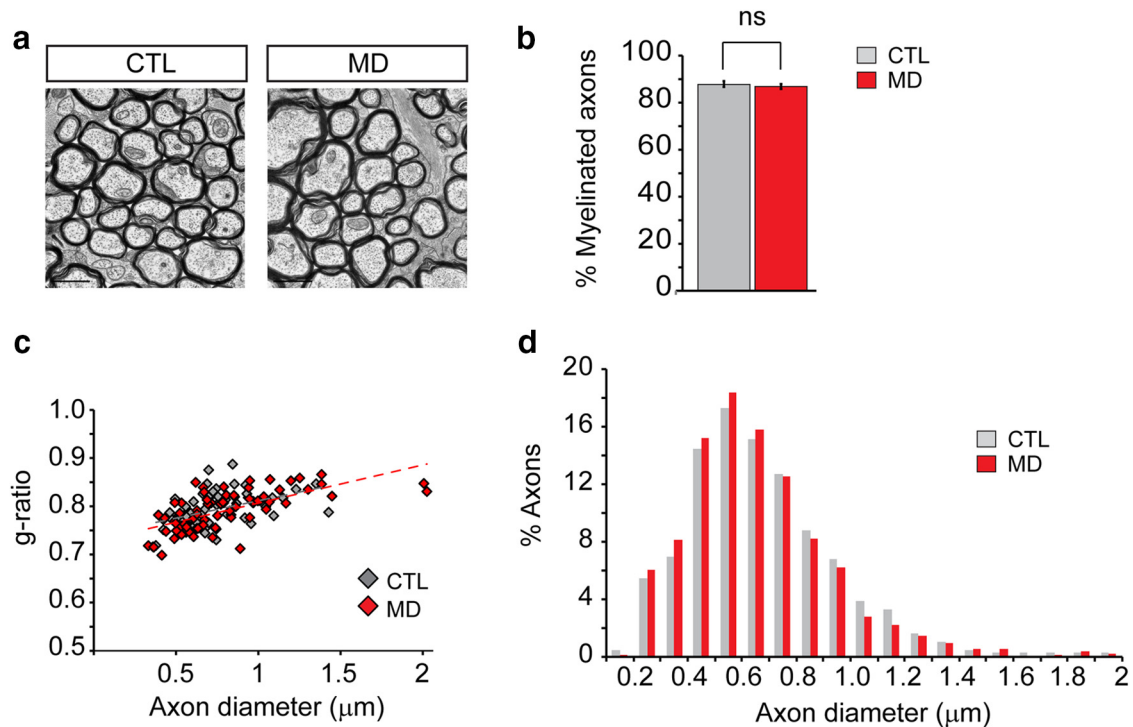 a
CTL
MD
b
ns
CTL
MD
% Myelinated axons
100
80
60
40
20
0
c
g-ratio
1.0
0.9
0.8
0.7
0.6
0.5
CTL
MD
0.5
1
1.5
2
Axon diameter (μm)
d
% Axons
20
16
12
8
4
0
CTL
MD
0.2 0.4 0.6 0.8 1.0 1.2 1.4 1.6 1.8 2
Axon diameter (μm)